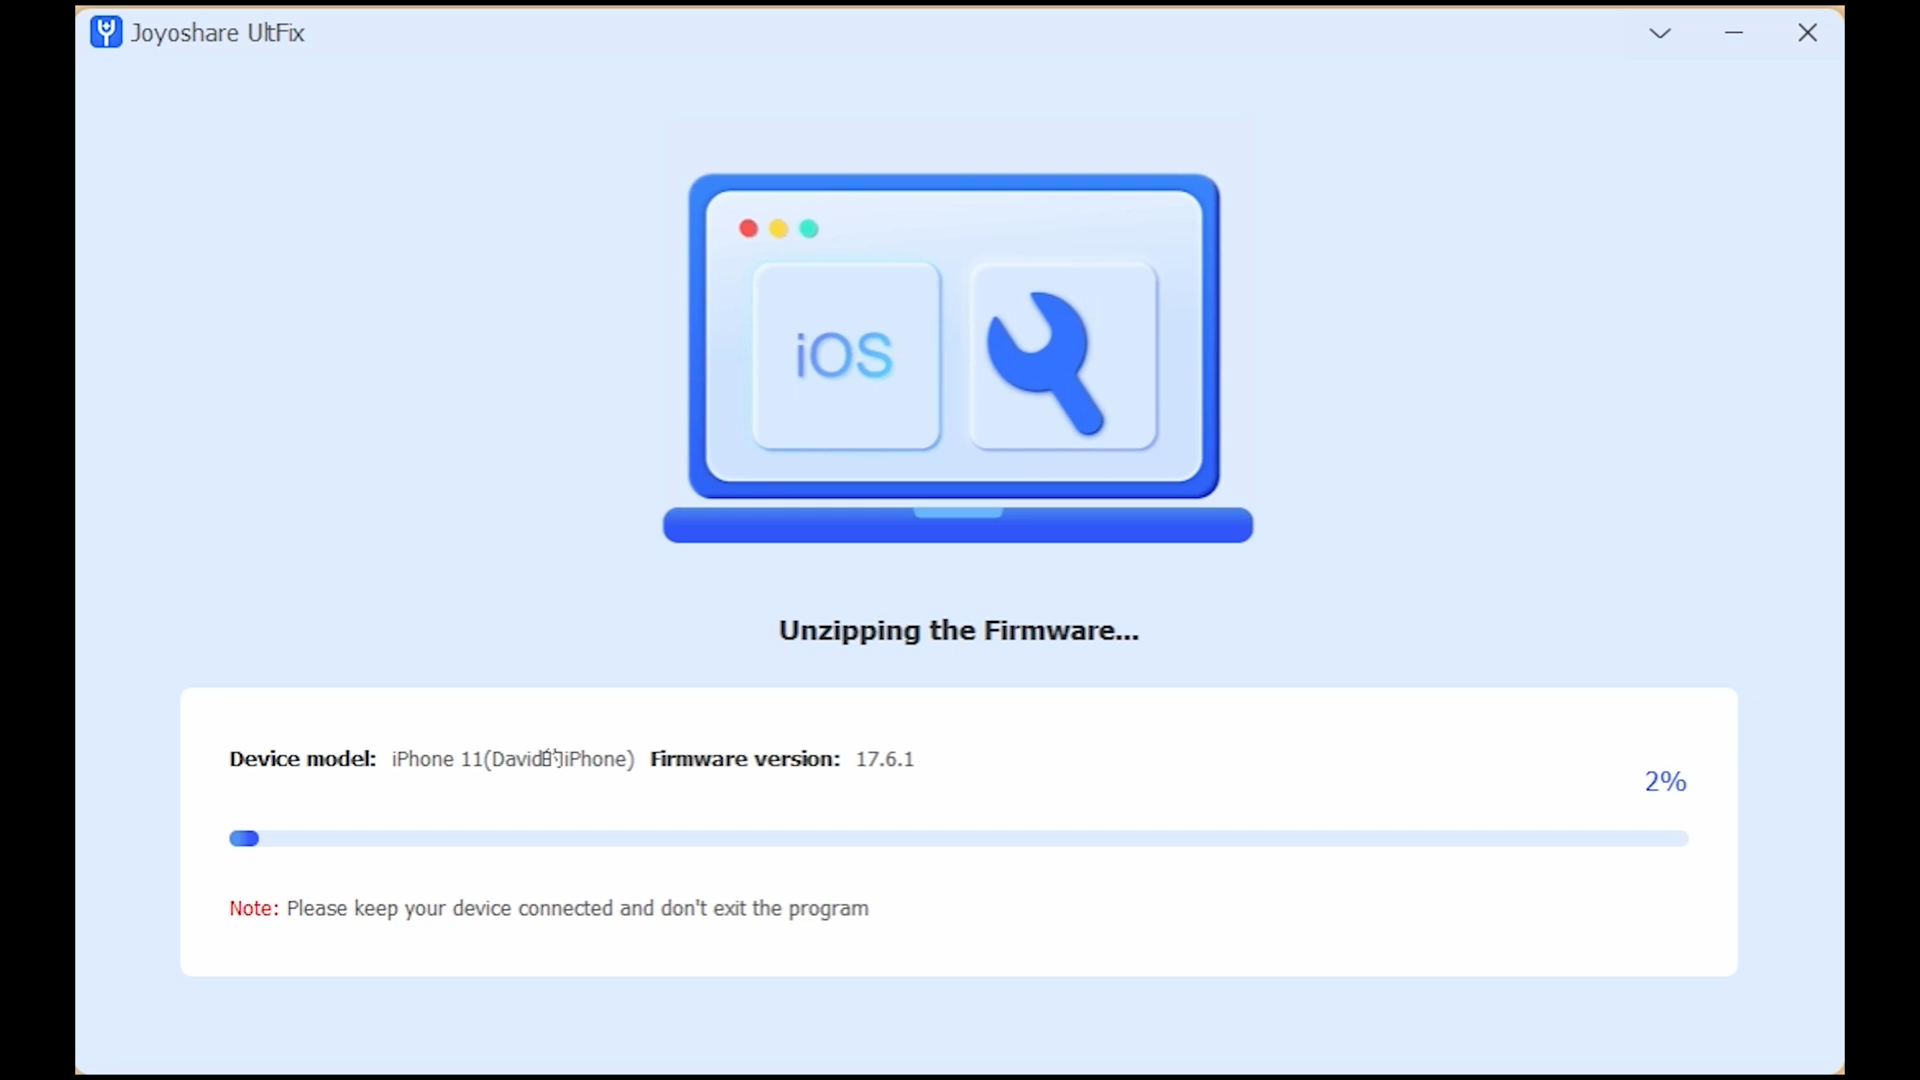 Joyoshare UltFix
iOS
Unzipping the Firmware...
Device model: iPhone 11(David的iPhone) Firmware version: 17.6.1
2%
Note: Please keep your device connected and don't exit the program